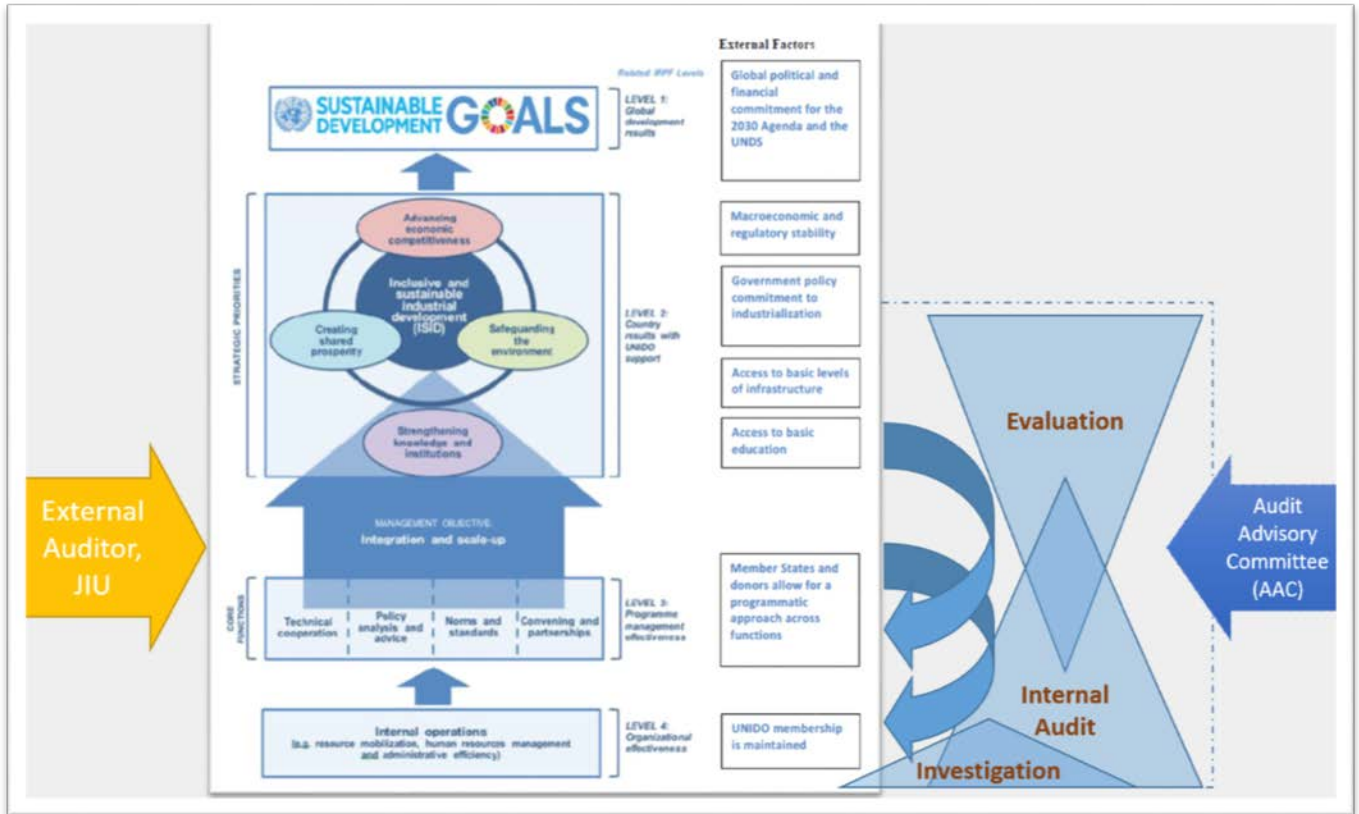 External Factors
Related IRPF Levels
SUSTAINABLE
DEVELOPMENT
GOALS
LEVEL 1:
Global
development
results
Global political and
financial
commitment for the
2030 Agenda and the
UNDS
STRATEGIC PRIORITIES
Advancing
economic
competitiveness
Inclusive and
sustainable
industrial
development
(ISID)
Creating
shared
prosperity
Safeguarding
the
environment
Strengthening
knowledge and
institutions
LEVEL 2:
Country
results with
UNIDO
support
Macroeconomic and
regulatory stability
Government policy
commitment to
industrialization
Access to basic levels
of infrastructure
Access to basic
education
MANAGEMENT OBJECTIVE:
Integration and scale-up
CORE
FUNCTIONS
Technical
cooperation
Policy
analysis and
advice
Norms and
standards
Convening and
partnerships
LEVEL 3:
Programme
management
effectiveness
Member States and
donors allow for a
programmatic
approach across
functions
Internal operations
(e.g. resource mobilization, human resources management
and administrative efficiency)
LEVEL 4:
Organizational
effectiveness
UNIDO membership
is maintained
External
Auditor,
JIU
Evaluation
Internal
Audit
Investigation
Audit
Advisory
Committee
(AAC)